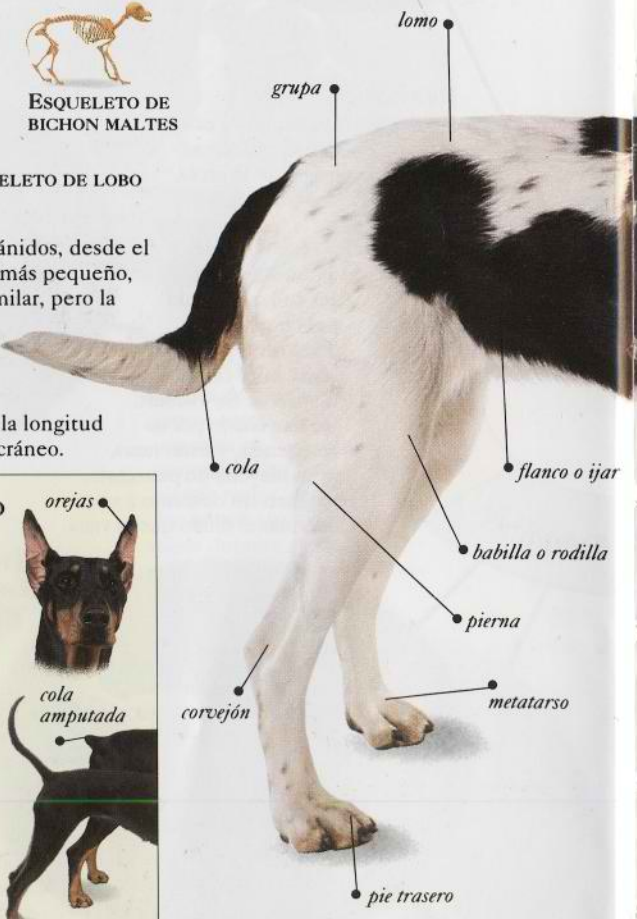 ESQUELETO DE
BICHON MALTES
ELETO DE LOBO
ánidos, desde el
más pequeño,
milar, pero la
la longitud
cráneo.
orejas
cola
amputada
lomo
grupa
cola
flanco o ijar
babilla o rodilla
pierna
corvejón
metatarso
pie trasero